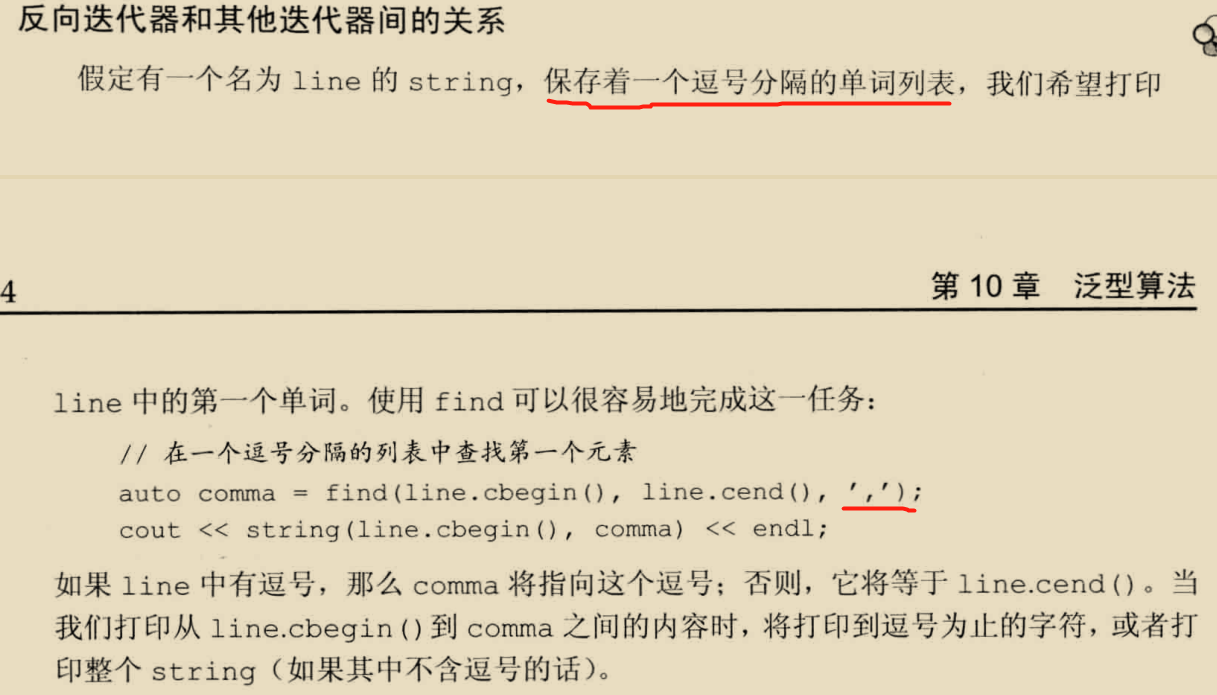 反向迭代器和其他迭代器间的关系
假定有一个名为 line 的 string，保存着一个逗号分隔的单词列表，我们希望打印
4
第 10 章 泛型算法
line 中的第一个单词。使用 find 可以很容易地完成这一任务：
// 在一个逗号分隔的列表中查找第一个元素
auto comma = find(line.cbegin(), line.cend(), ',');
cout << string(line.cbegin(), comma) << endl;
如果 line 中有逗号，那么 comma 将指向这个逗号；否则，它将等于 line.cend()。当
我们打印从 line.cbegin()到 comma 之间的内容时，将打印到逗号为止的字符，或者打
印整个 string（如果其中不含逗号的话）。